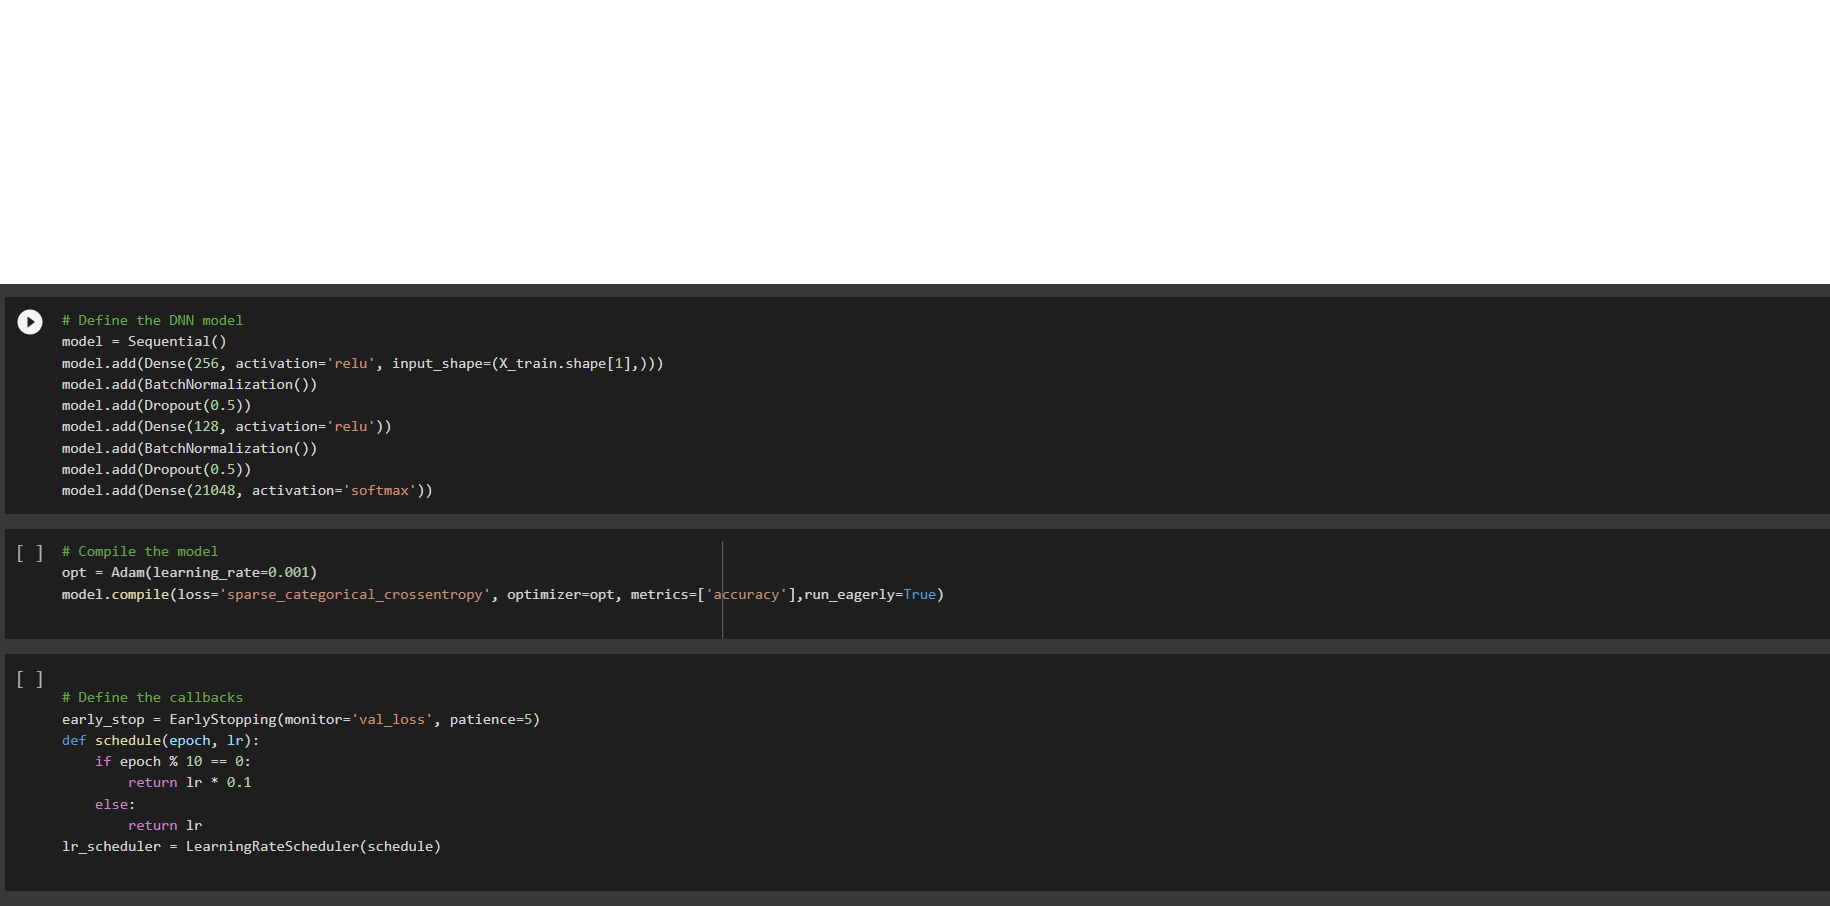 # Define the DNN model
model = Sequential()
model.add(Dense(256, activation='relu', input_shape=(X_train.shape[1],)))
model.add(BatchNormalization())
model.add(Dropout(0.5))
model.add(Dense(128, activation='relu'))
model.add(BatchNormalization())
model.add(Dropout(0.5))
model.add(Dense(21048, activation='softmax'))
[ ] # Compile the model
opt = Adam(learning_rate=0.001)
model.compile(loss='sparse_categorical_crossentropy', optimizer=opt, metrics=['accuracy'],run_eagerly=True)
[ ]
# Define the callbacks
early_stop = EarlyStopping(monitor='val_loss', patience=5)
def schedule(epoch, lr):
    if epoch % 10 == 0:
        return lr * 0.1
    else:
        return lr
lr_scheduler = LearningRateScheduler(schedule)